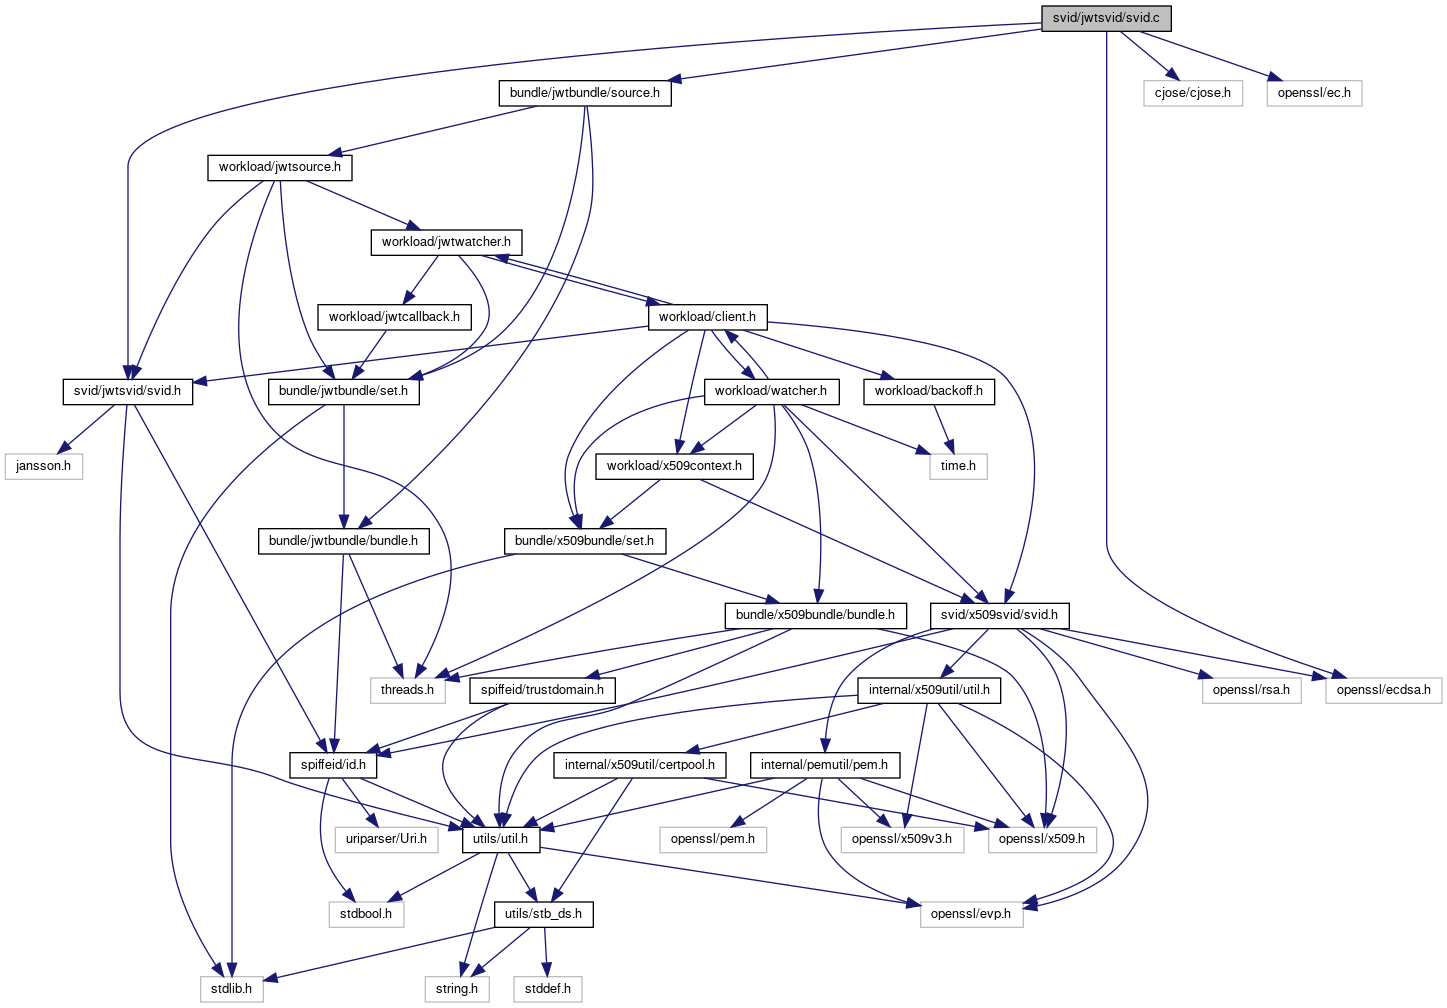 svid/jwtsvid/svid.c
bundle/jwtbundle/source.h
cjose/cjose.h
openssl/ec.h
workload/jwtsource.h
workload/jwtwatcher.h
workload/jwtcallback.h
workload/client.h
svid/jwtsvid/svid.h
bundle/jwtbundle/set.h
workload/watcher.h
workload/backoff.h
jansson.h
workload/x509context.h
time.h
bundle/jwtbundle/bundle.h
bundle/x509bundle/set.h
bundle/x509bundle/bundle.h
svid/x509svid/svid.h
threads.h
spiffeid/trustdomain.h
internal/x509util/util.h
openssl/rsa.h
openssl/ecdsa.h
spiffeid/id.h
internal/x509util/certpool.h
internal/pemutil/pem.h
uriparser/Uri.h
utils/util.h
openssl/pem.h
openssl/x509v3.h
openssl/x509.h
stdbool.h
utils/stb_ds.h
openssl/evp.h
stdlib.h
string.h
stddef.h